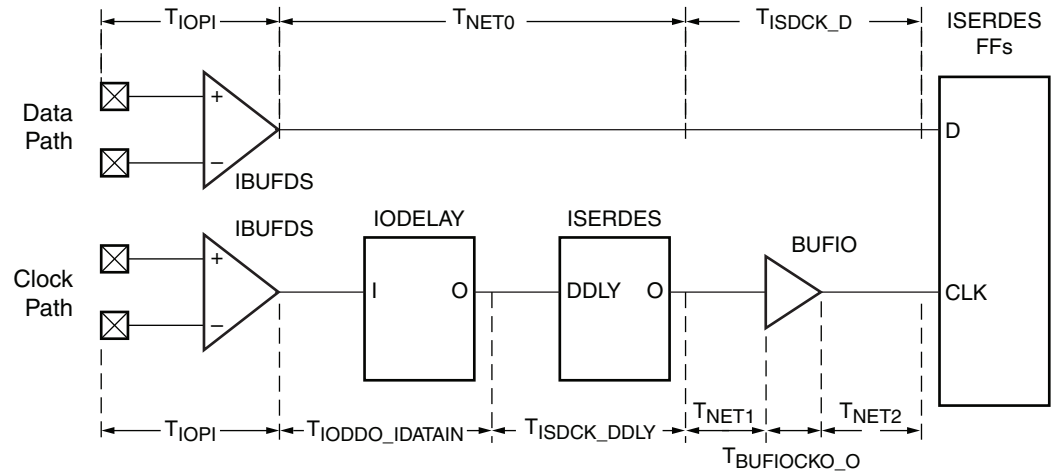 T_IOPI
T_NET0
T_ISDCK_D
ISERDES
FFs
Data
Path
+
–
IBUFDS
D
Clock
Path
IBUFDS
+
–
IODELAY
I
O
ISERDES
DDLY
O
BUFIO
CLK
T_IOPI
T_IODDO_IDATAIN
T_ISDCK_DDLY
T_NET1
T_BUFIOCKO_O
T_NET2